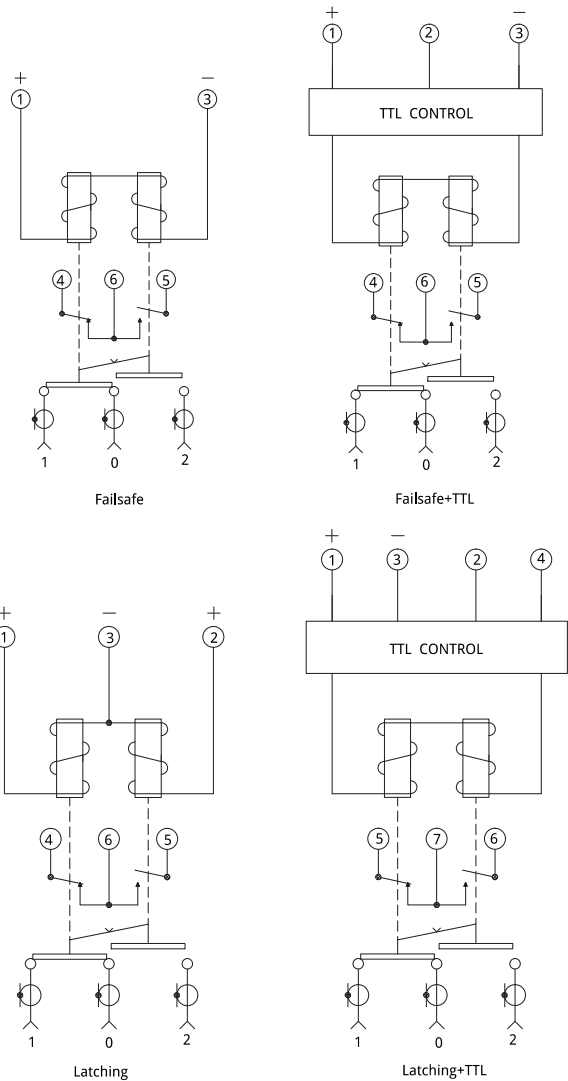 + −
1 3
4 6 5
1 0 2
Failsafe
+ −
1 2 3
TTL CONTROL
4 6 5
1 0 2
Failsafe+TTL
+ − +
1 3 2
4 6 5
1 0 2
Latching
+ −
1 3 2 4
TTL CONTROL
5 7 6
1 0 2
Latching+TTL